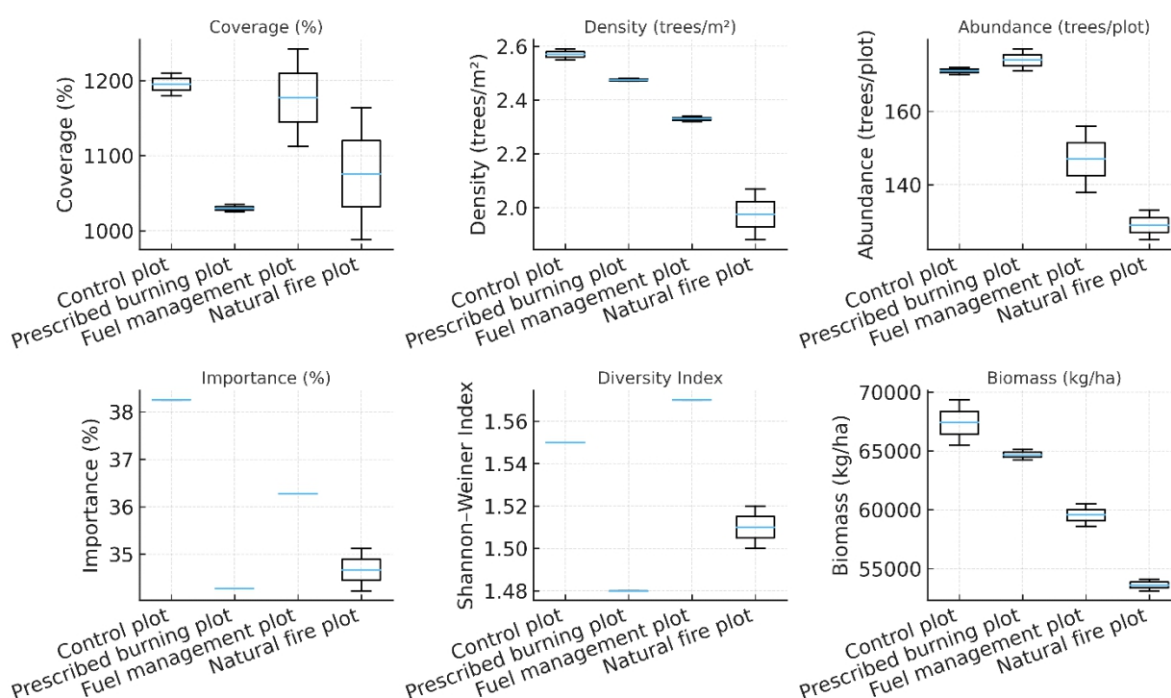 Coverage (%)
Coverage (%)
1200
1100
1000
Control plot
Prescribed burning plot
Fuel management plot
Natural fire plot
Density (trees/m²)
Density (trees/m²)
2.6
2.4
2.2
2.0
Control plot
Prescribed burning plot
Fuel management plot
Natural fire plot
Abundance (trees/plot)
Abundance (trees/plot)
160
140
Control plot
Prescribed burning plot
Fuel management plot
Natural fire plot
Importance (%)
Importance (%)
38
37
36
35
Control plot
Prescribed burning plot
Fuel management plot
Natural fire plot
Diversity Index
Shannon–Weiner Index
1.56
1.54
1.52
1.50
1.48
Control plot
Prescribed burning plot
Fuel management plot
Natural fire plot
Biomass (kg/ha)
Biomass (kg/ha)
70000
65000
60000
55000
Control plot
Prescribed burning plot
Fuel management plot
Natural fire plot